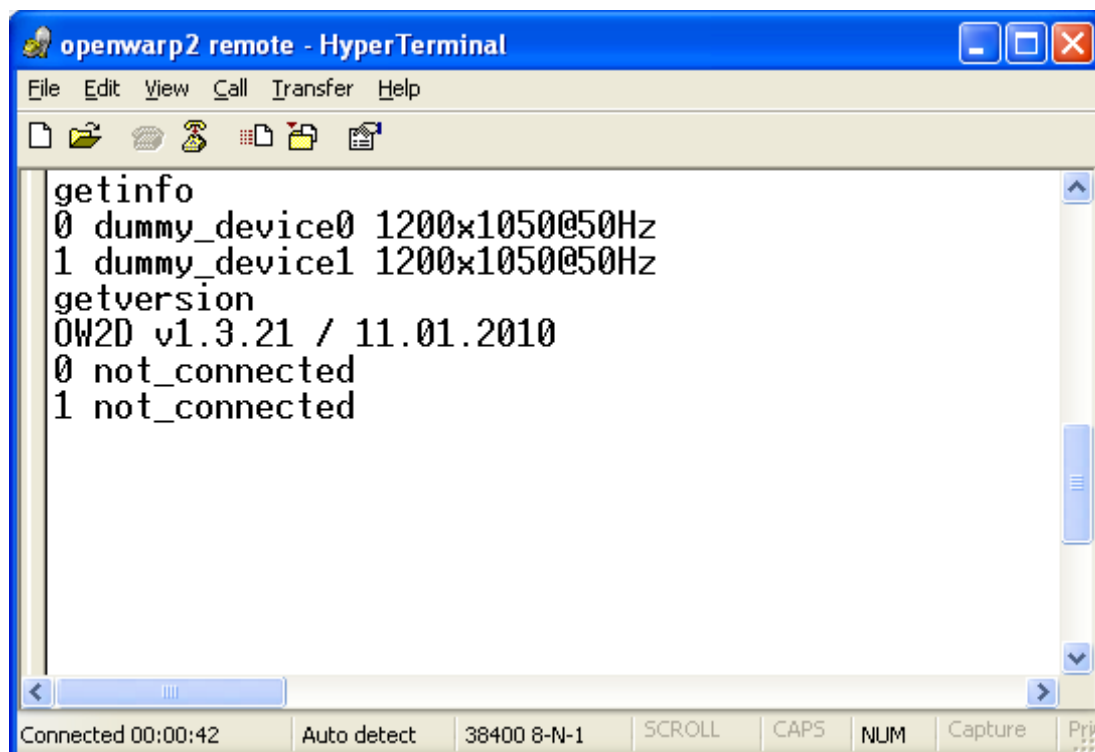 openwarp2 remote - HyperTerminal
File Edit View Call Transfer Help
getinfo
0 dummy_device0 1200x1050@50Hz
1 dummy_device1 1200x1050@50Hz
getversion
OW2D v1.3.21 / 11.01.2010
0 not_connected
1 not_connected
Connected 00:00:42 Auto detect 38400 8-N-1 SCROLL CAPS NUM Capture